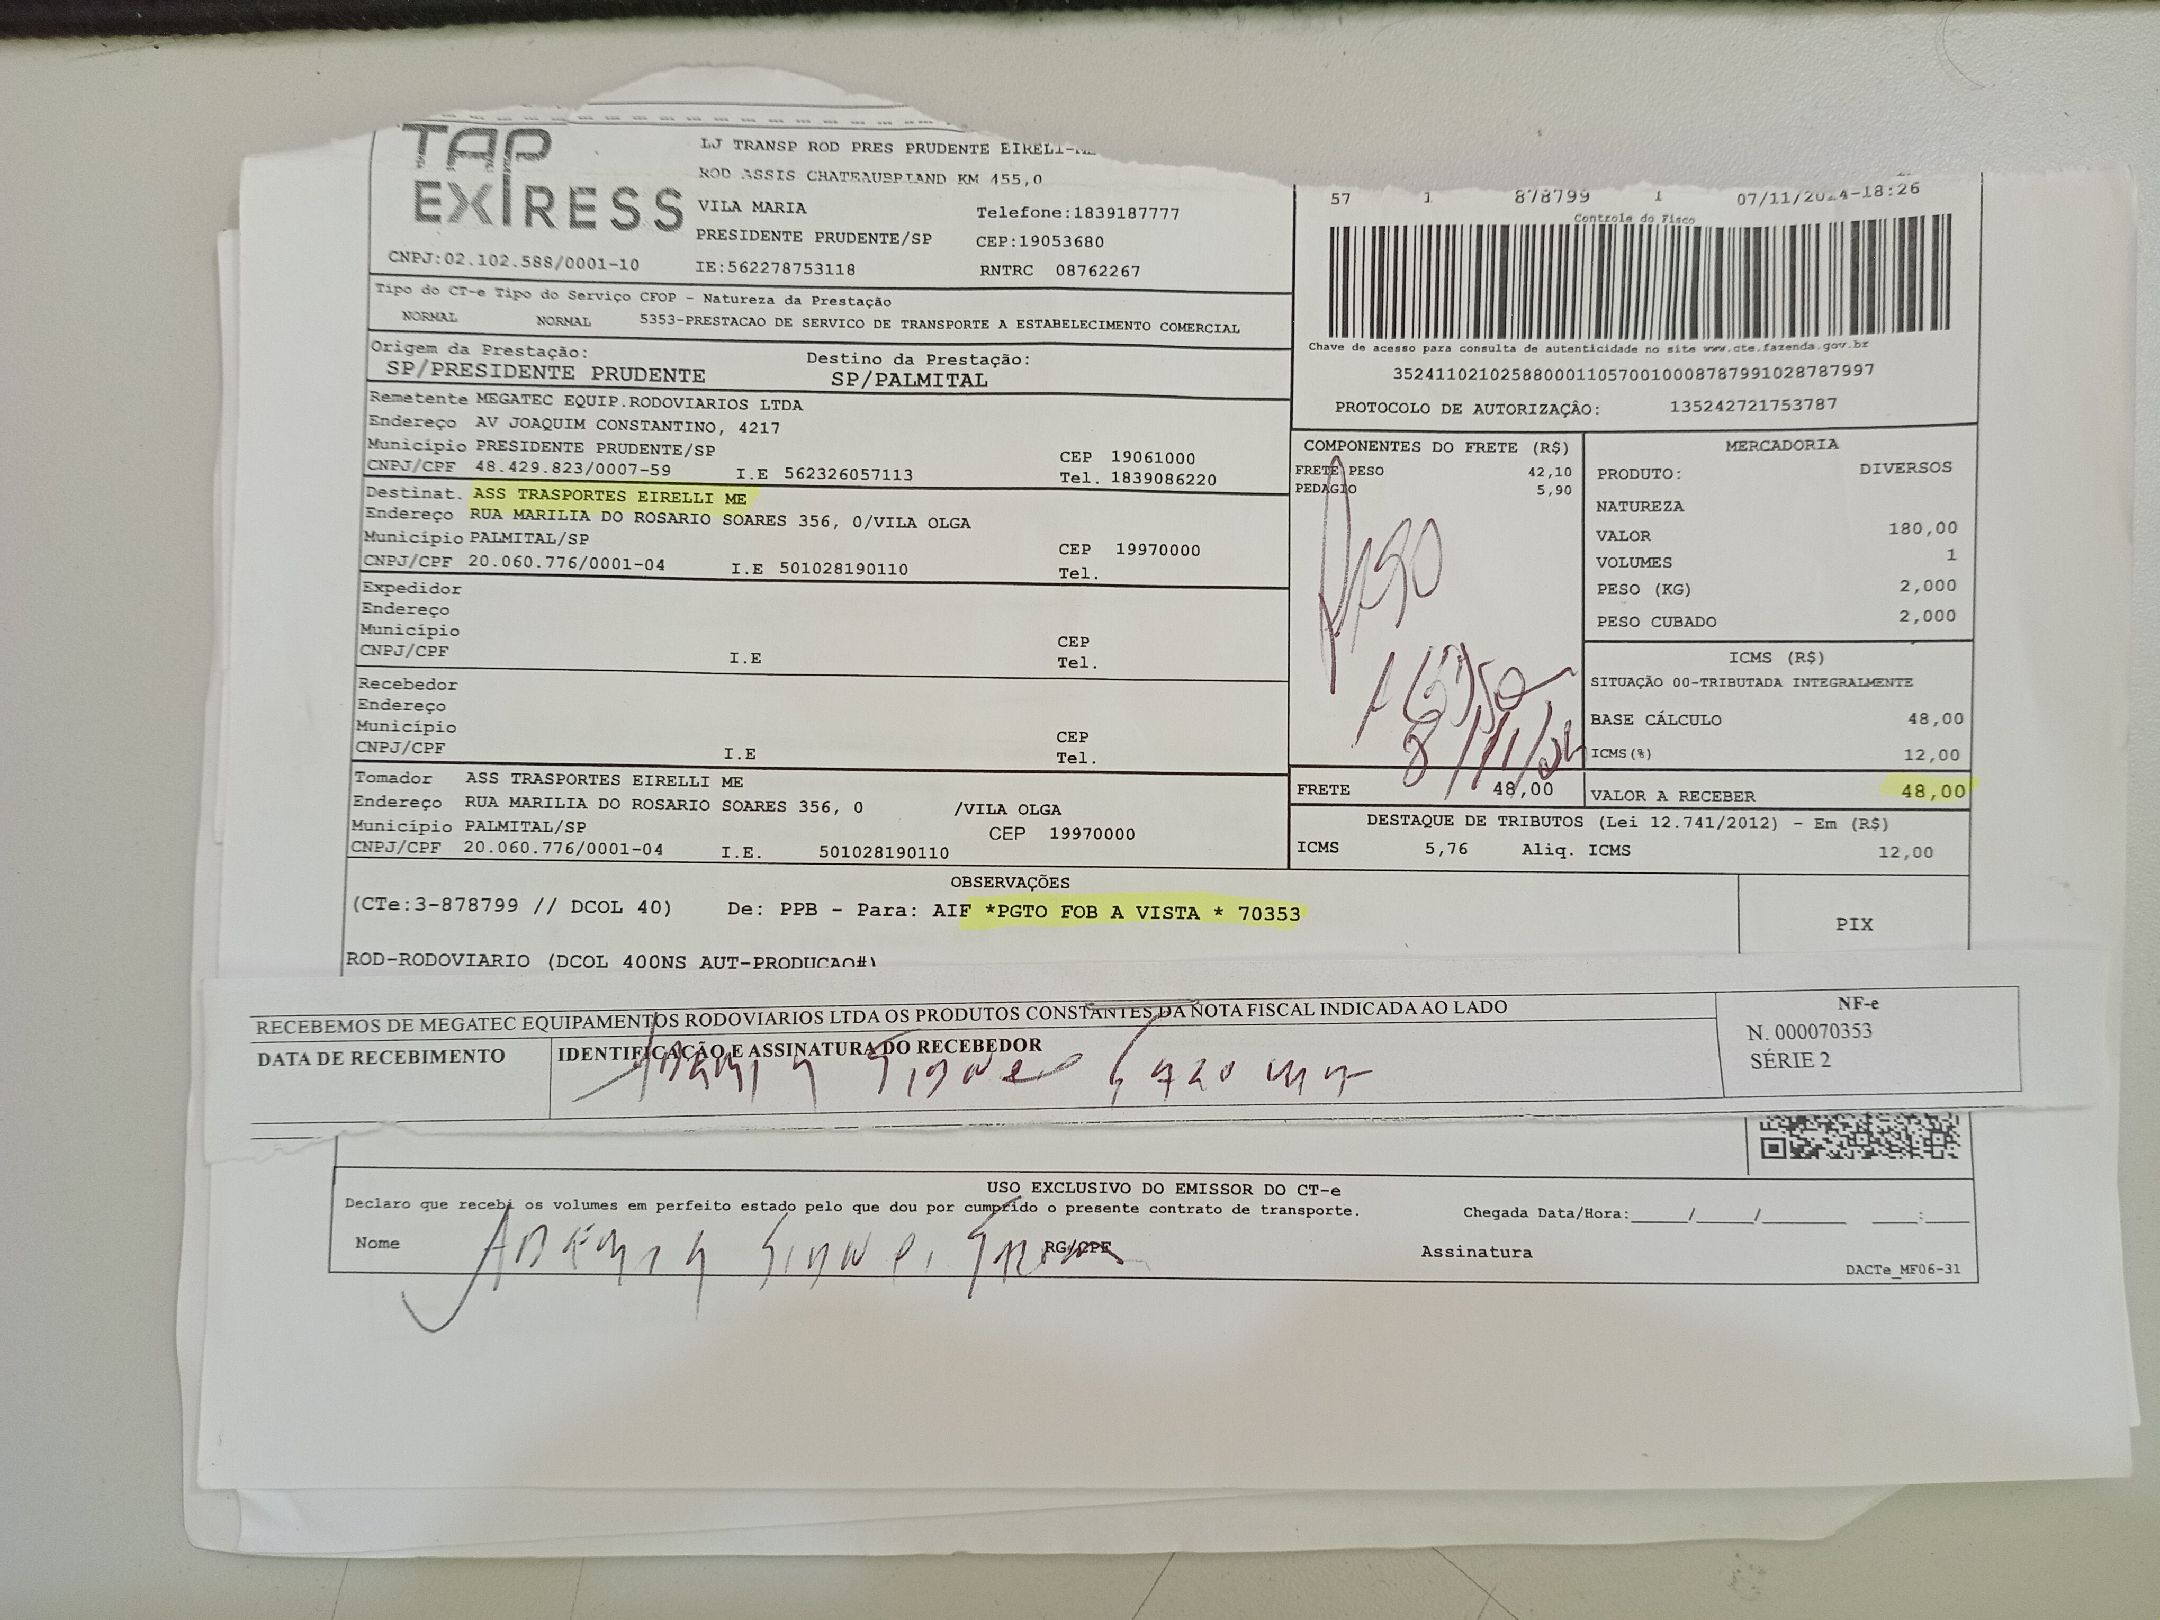 TAP
EXPRESS
LJ TRANSP ROD PRES PRUDENTE EIRELI-ME
ROD ASSIS CHATEAUBRIAND KM 455,0
VILA MARIA Telefone:1839187777
PRESIDENTE PRUDENTE/SP CEP:19053680
CNPJ:02.102.588/0001-10 IE:562278753118 RNTRC 08762267
57 1 878799 1 07/11/2024-18:26
Controle do Fisco
Chave de acesso para consulta de autenticidade no site www.cte.fazenda.gov.br
35241102102588000110570010008787991028787997
PROTOCOLO DE AUTORIZAÇÂO: 135242721753787
Tipo do CT-e Tipo do Serviço CFOP - Natureza da Prestação
NORMAL NORMAL 5353-PRESTACAO DE SERVICO DE TRANSPORTE A ESTABELECIMENTO COMERCIAL
Origem da Prestação: Destino da Prestação:
SP/PRESIDENTE PRUDENTE SP/PALMITAL
Remetente MEGATEC EQUIP.RODOVIARIOS LTDA
Endereço AV JOAQUIM CONSTANTINO, 4217
Município PRESIDENTE PRUDENTE/SP CEP 19061000
CNPJ/CPF 48.429.823/0007-59 I.E 562326057113 Tel. 1839086220
Destinat. ASS TRASPORTES EIRELLI ME
Endereço RUA MARILIA DO ROSARIO SOARES 356, 0/VILA OLGA
Município PALMITAL/SP CEP 19970000
CNPJ/CPF 20.060.776/0001-04 I.E 501028190110 Tel.
Expedidor
Endereço
Município CEP
CNPJ/CPF I.E Tel.
Recebedor
Endereço
Município CEP
CNPJ/CPF I.E Tel.
Tomador ASS TRASPORTES EIRELLI ME
Endereço RUA MARILIA DO ROSARIO SOARES 356, 0 /VILA OLGA
Município PALMITAL/SP CEP 19970000
CNPJ/CPF 20.060.776/0001-04 I.E. 501028190110
COMPONENTES DO FRETE (R$)
FRETE PESO 42,10
PEDAGIO 5,90
8/11/24
FRETE 48,00
MERCADORIA
PRODUTO: DIVERSOS
NATUREZA
VALOR 180,00
VOLUMES 1
PESO (KG) 2,000
PESO CUBADO 2,000
ICMS (R$)
SITUAÇÃO 00-TRIBUTADA INTEGRALMENTE
BASE CÁLCULO 48,00
ICMS(%) 12,00
VALOR A RECEBER 48,00
DESTAQUE DE TRIBUTOS (Lei 12.741/2012) - Em (R$)
ICMS 5,76 Aliq. ICMS 12,00
OBSERVAÇÕES
(CTe:3-878799 // DCOL 40) De: PPB - Para: AIF *PGTO FOB A VISTA * 70353
PIX
ROD-RODOVIARIO (DCOL 400NS AUT-PRODUCAO#)
RECEBEMOS DE MEGATEC EQUIPAMENTOS RODOVIARIOS LTDA OS PRODUTOS CONSTANTES DA NOTA FISCAL INDICADA AO LADO
DATA DE RECEBIMENTO IDENTIFICAÇÃO E ASSINATURA DO RECEBEDOR
NF-e
N. 000070353
SÉRIE 2
USO EXCLUSIVO DO EMISSOR DO CT-e
Declaro que recebi os volumes em perfeito estado pelo que dou por cumprido o presente contrato de transporte.
Chegada Data/Hora:_____/_____/_______ ____:____
Nome RG/CPF Assinatura
DACTe_MF06-31